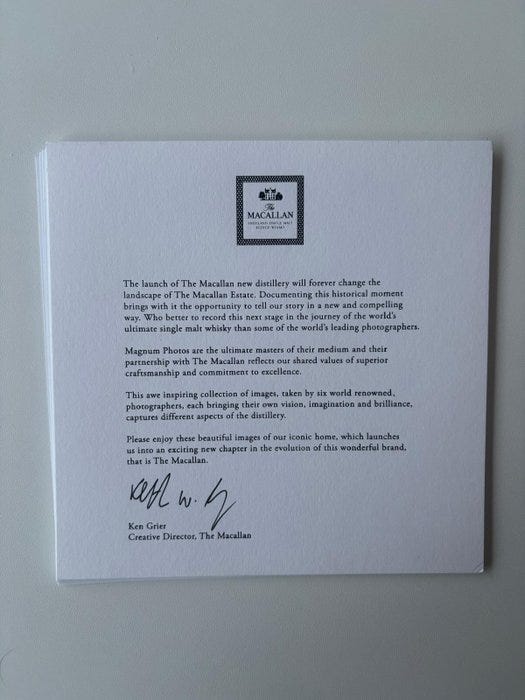 The
MACALLAN
HIGHLAND SINGLE MALT
SCOTCH WHISKY
The launch of The Macallan new distillery will forever change the
landscape of The Macallan Estate. Documenting this historical moment
brings with it the opportunity to tell our story in a new and compelling
way. Who better to record this next stage in the journey of the world's
ultimate single malt whisky than some of the world's leading photographers.
Magnum Photos are the ultimate masters of their medium and their
partnership with The Macallan reflects our shared values of superior
craftsmanship and commitment to excellence.
This awe inspiring collection of images, taken by six world renowned,
photographers, each bringing their own vision, imagination and brilliance,
captures different aspects of the distillery.
Please enjoy these beautiful images of our iconic home, which launches
us into an exciting new chapter in the evolution of this wonderful brand,
that is The Macallan.
Ken Grier
Creative Director, The Macallan